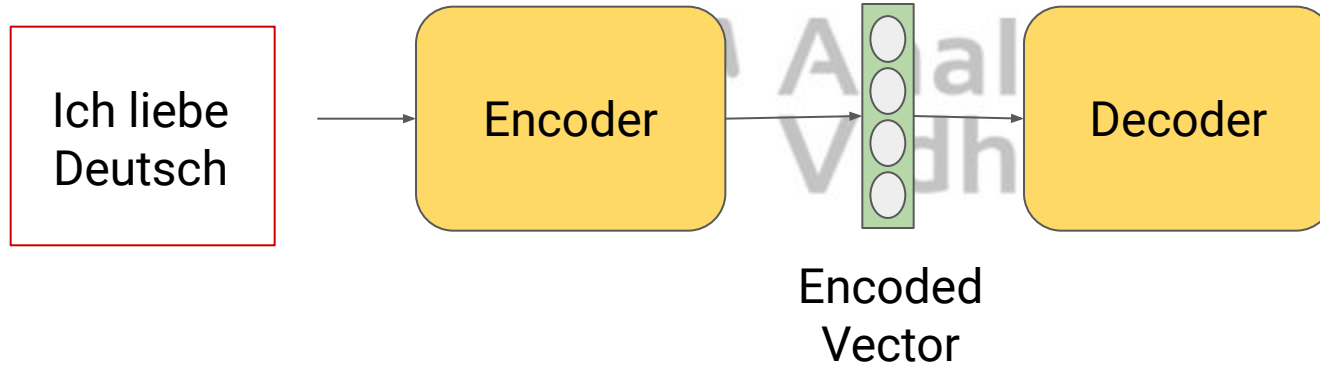 Ich liebe
Deutsch
Encoder
Decoder
Encoded
Vector